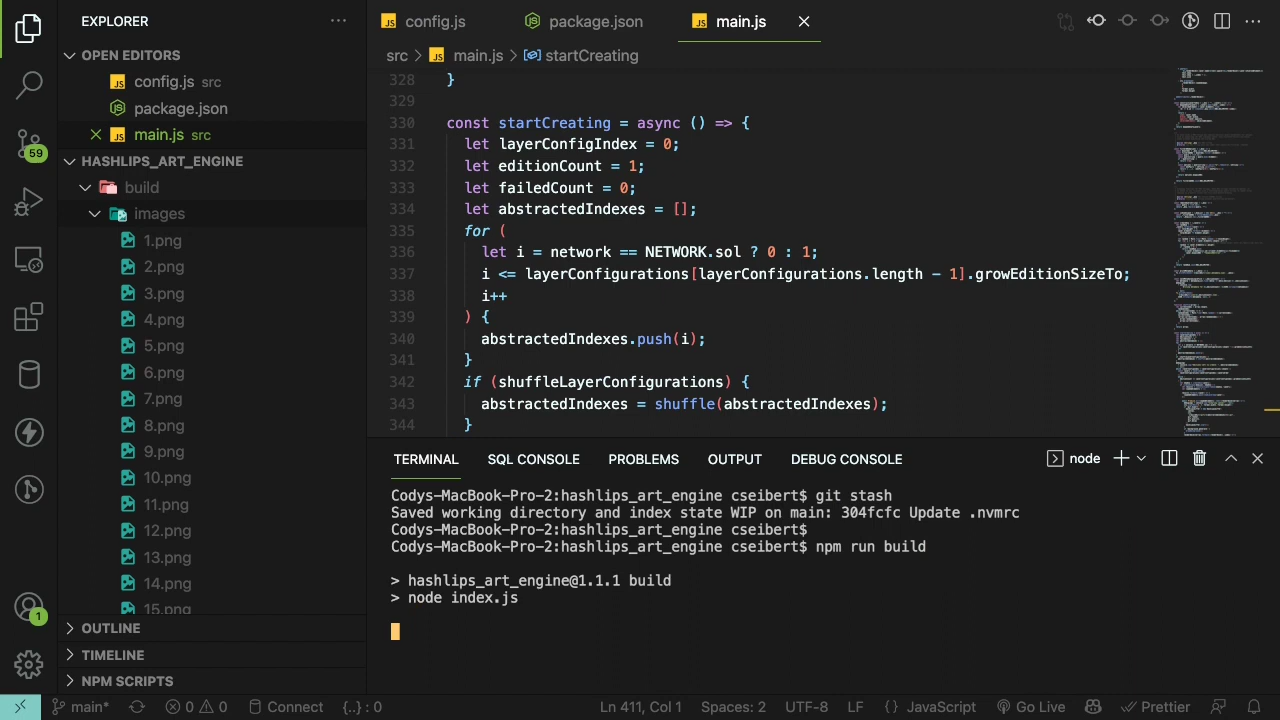 EXPLORER
config.js
package.json
main.js
OPEN EDITORS
config.js src
package.json
main.js src
HASHLIPS_ART_ENGINE
build
images
1.png
2.png
3.png
4.png
5.png
6.png
7.png
8.png
9.png
10.png
11.png
12.png
13.png
14.png
15.png
OUTLINE
TIMELINE
NPM SCRIPTS
59
1
src > main.js > startCreating
328 }
329
330 const startCreating = async () => {
331 let layerConfigIndex = 0;
332 let editionCount = 1;
333 let failedCount = 0;
334 let abstractedIndexes = [];
335 for (
336 let i = network == NETWORK.sol ? 0 : 1;
337 <= layerConfigurations[layerConfigurations.length - 1].growEditionSizeTo;
338 i++
339 ) {
340 abstractedIndexes.push(i);
341 }
342 if (shuffleLayerConfigurations) {
343 abstractedIndexes = shuffle(abstractedIndexes);
344 }
TERMINAL SQL CONSOLE PROBLEMS OUTPUT DEBUG CONSOLE node
Codys-MacBook-Pro-2:hashlips_art_engine cseibert$ git stash
Saved working directory and index state WIP on main: 304fcfc Update .nvmrc
Codys-MacBook-Pro-2:hashlips_art_engine cseibert$
Codys-MacBook-Pro-2:hashlips_art_engine cseibert$ npm run build
> hashlips_art_engine@1.1.1 build
> node index.js
main* 0 0 Connect {..} : 0 Ln 411, Col 1 Spaces: 2 UTF-8 LF {} JavaScript Go Live Prettier